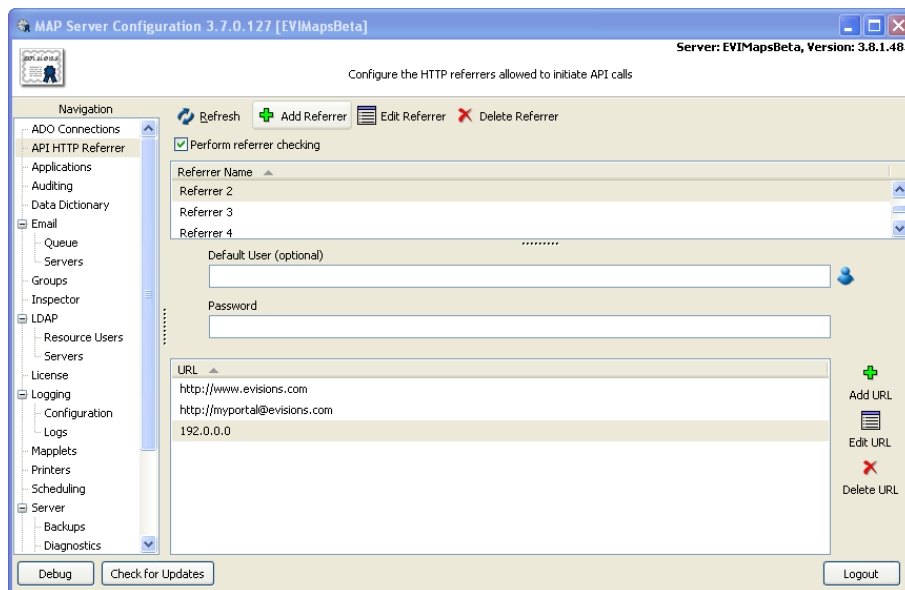 MAP Server Configuration 3.7.0.127 [EVIMapsBeta]
evisions
Server: EVIMapsBeta, Version: 3.8.1.48
Configure the HTTP referrers allowed to initiate API calls
Navigation
ADO Connections
API HTTP Referrer
Applications
Auditing
Data Dictionary
Email
Queue
Servers
Groups
Inspector
LDAP
Resource Users
Servers
License
Logging
Configuration
Logs
Mapplets
Printers
Scheduling
Server
Backups
Diagnostics
Refresh Add Referrer Edit Referrer Delete Referrer
Perform referrer checking
Referrer Name
Referrer 2
Referrer 3
Referrer 4
Default User (optional)
Password
URL
http://www.evisions.com
http://myportal@evisions.com
192.0.0.0
Add URL
Edit URL
Delete URL
Debug Check for Updates Logout